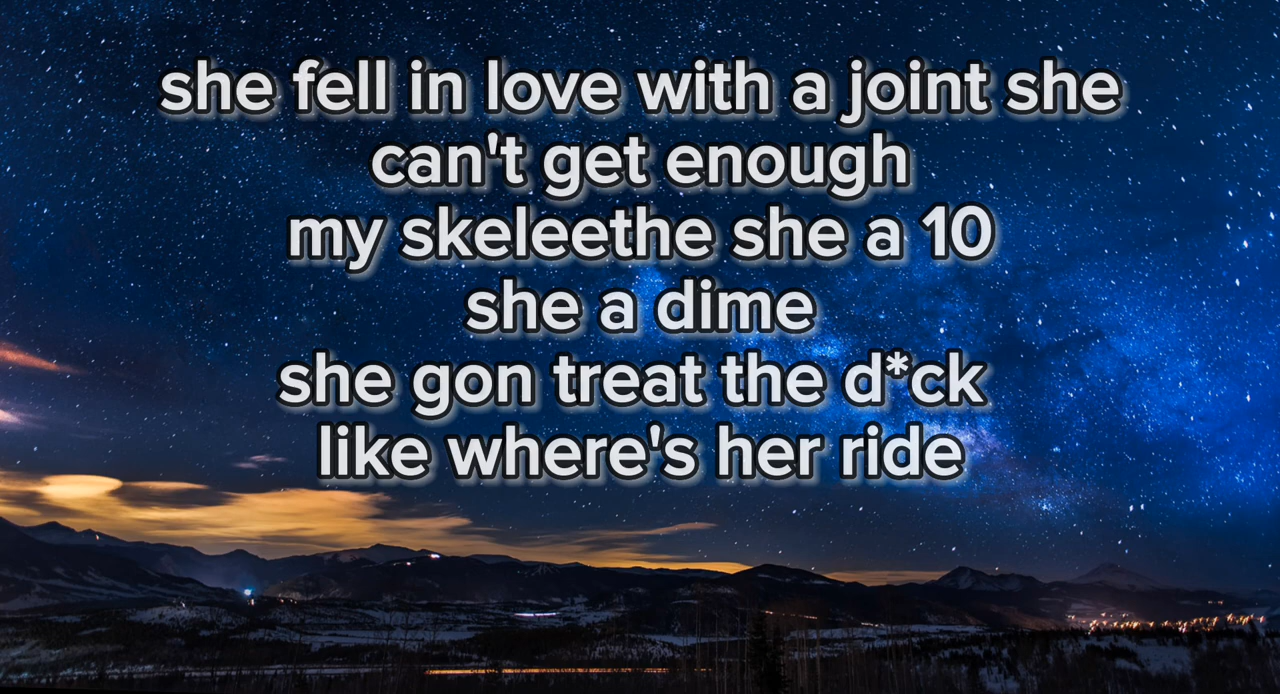 she fell in love with a joint she
can't get enough
my skeleethe she a 10
she a dime
she gon treat the d*ck
like where's her ride